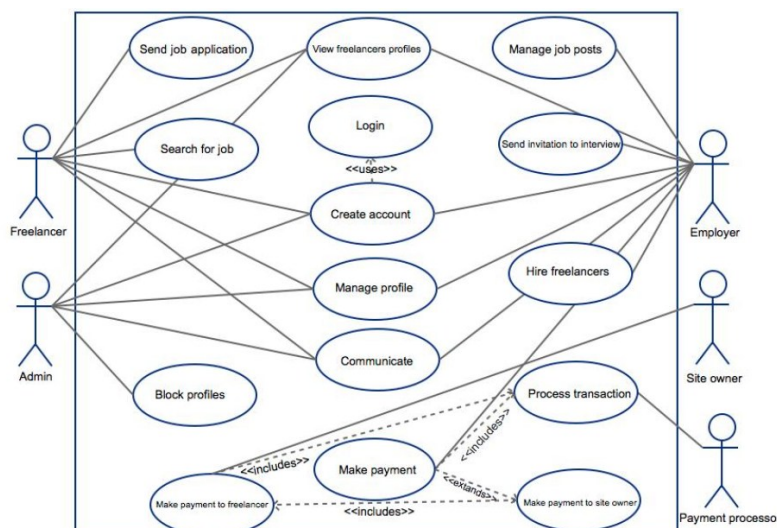 Send job application
View freelancers profiles
Manage job posts
Login
Search for job
Send invitation to interview
<<uses>>
Freelancer
Create account
Employer
Hire freelancers
Manage profile
Admin
Communicate
Site owner
Block profiles
Process transaction
<<includes>>
<<includes>>
Make payment
<<extands>>
Make payment to freelancer
<<includes>>
Make payment to site owner
Payment processo